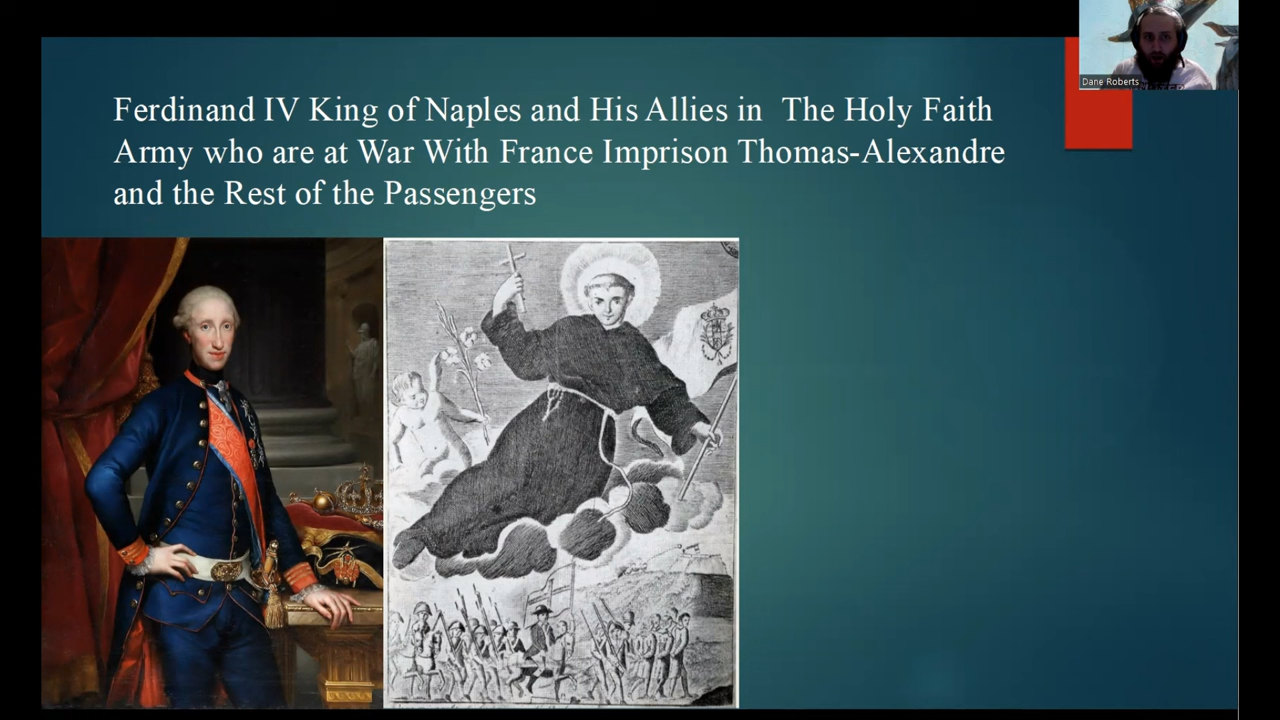 Ferdinand IV King of Naples and His Allies in The Holy Faith
Army who are at War With France Imprison Thomas-Alexandre
and the Rest of the Passengers
Dane Roberts